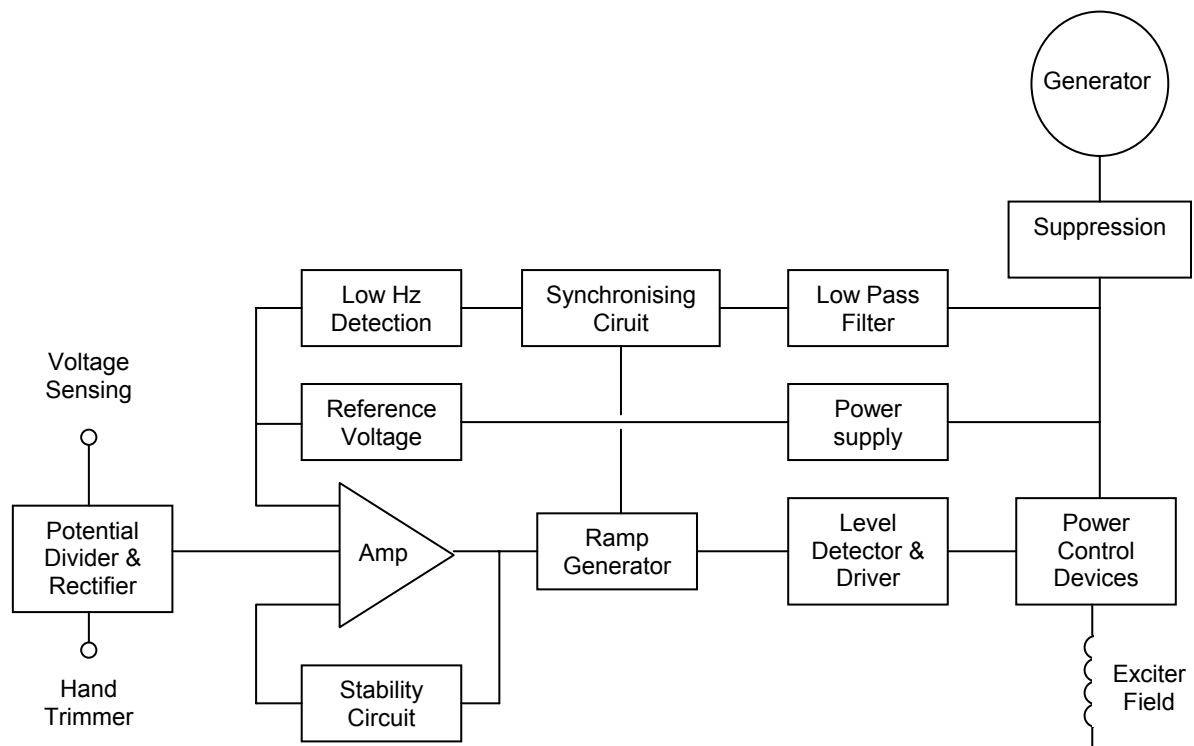 Generator
Suppression
Low Hz
Detection
Synchronising
Ciruit
Low Pass
Filter
Voltage
Sensing
Reference
Voltage
Power
supply
Potential
Divider &
Rectifier
Amp
Ramp
Generator
Level
Detector &
Driver
Power
Control
Devices
Hand
Trimmer
Stability
Circuit
Exciter
Field